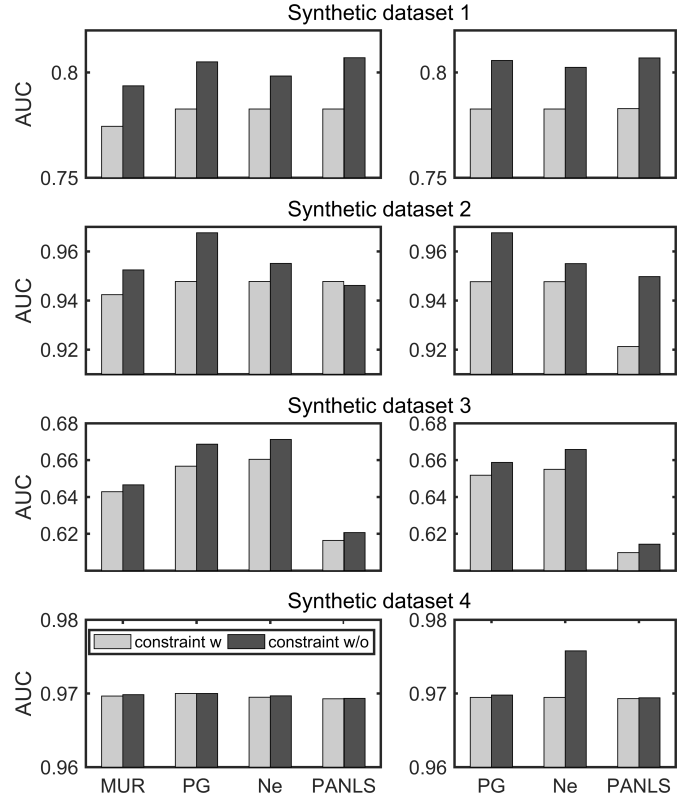 Synthetic dataset 1
AUC
0.8
0.75
0.8
0.75
Synthetic dataset 2
AUC
0.96
0.94
0.92
0.96
0.94
0.92
Synthetic dataset 3
AUC
0.68
0.66
0.64
0.62
0.68
0.66
0.64
0.62
Synthetic dataset 4
AUC
0.98
0.97
0.96
constraint w constraint w/o
0.98
0.97
0.96
MUR PG Ne PANLS
PG Ne PANLS